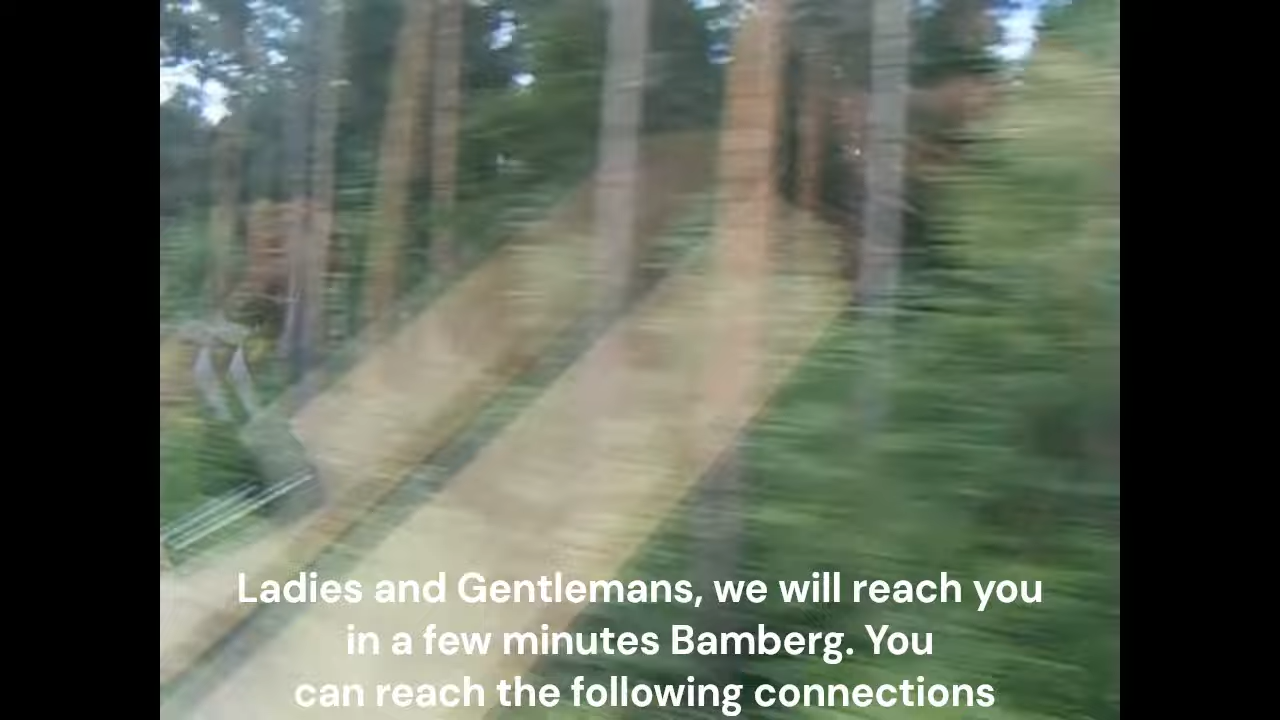 Ladies and Gentlemans, we will reach you
in a few minutes Bamberg. You
can reach the following connections